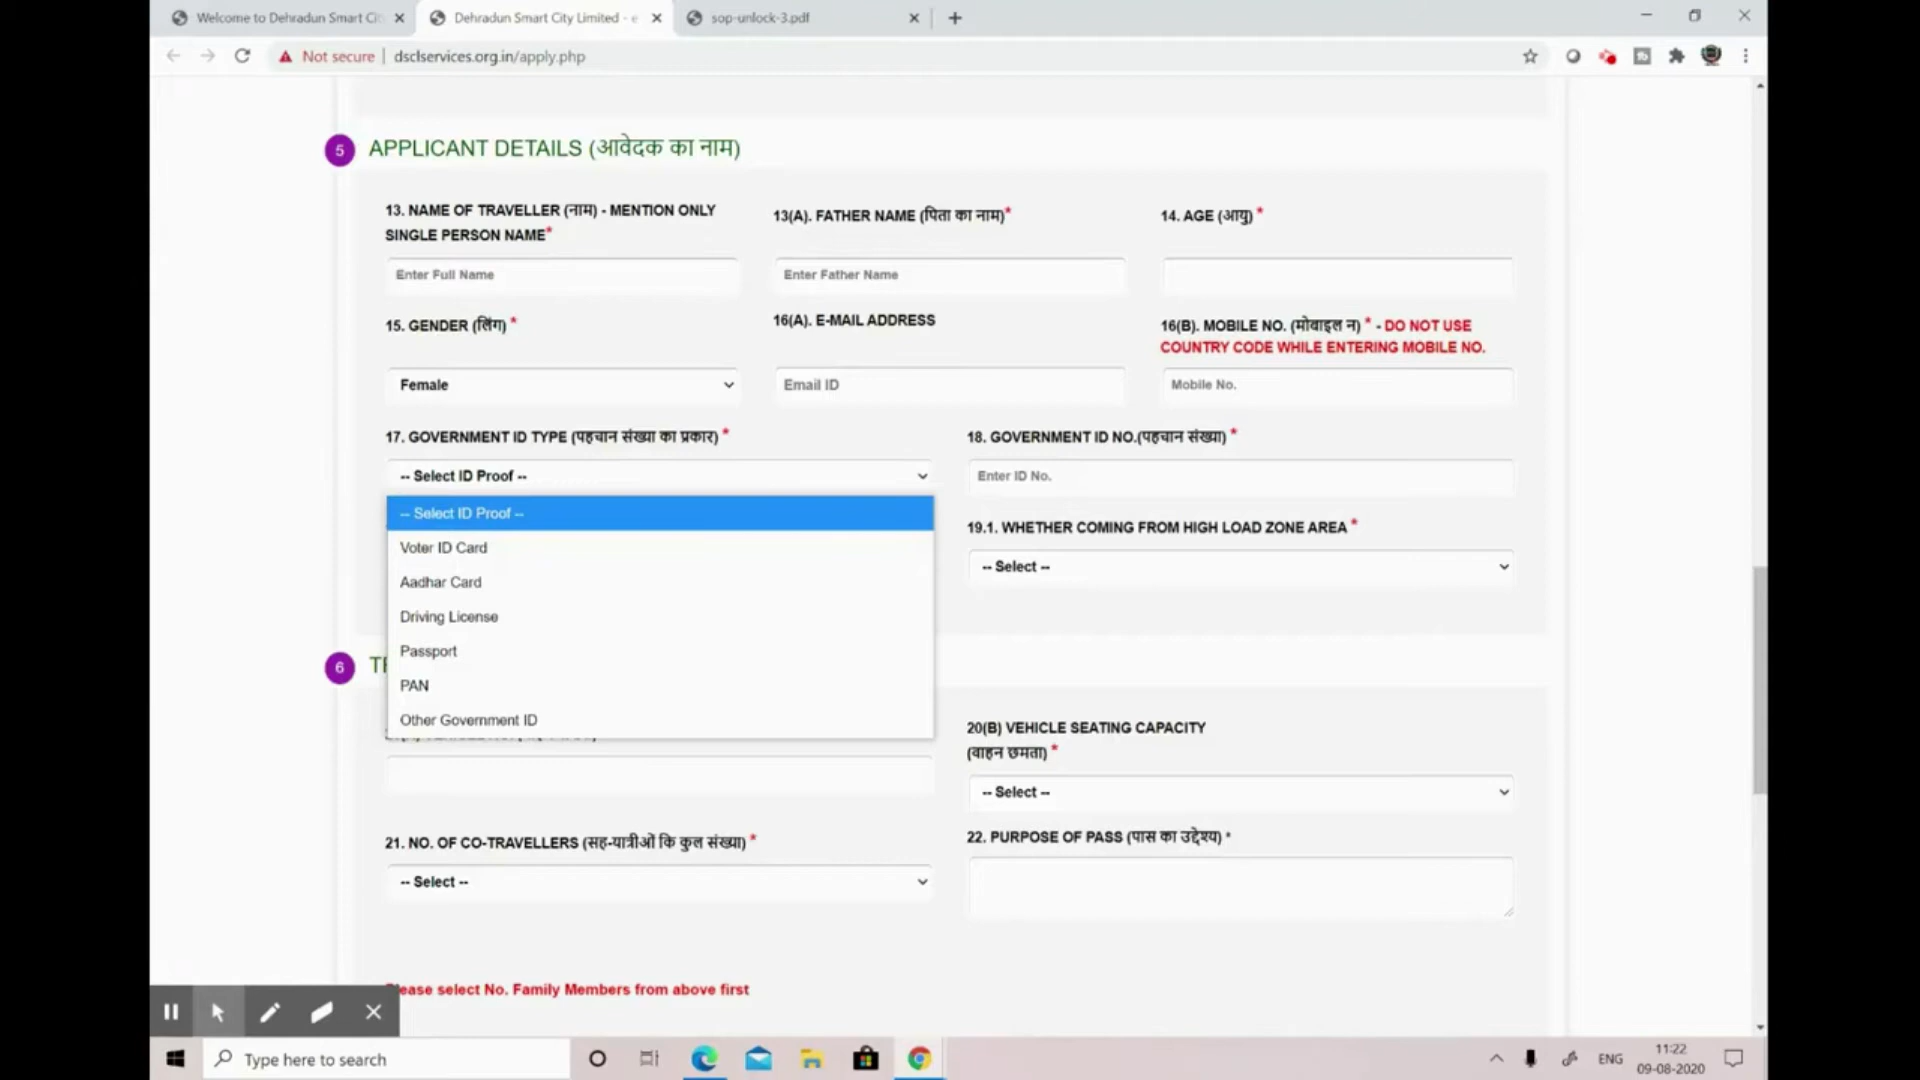 Welcome to Dehradun Smart Ci
Dehradun Smart City Limited - e
sop-unlock-3.pdf
Not secure
dsclservices.org.in/apply.php
5
APPLICANT DETAILS (आवेदक का नाम)
13. NAME OF TRAVELLER (नाम) - MENTION ONLY
SINGLE PERSON NAME*
13(A). FATHER NAME (पिता का नाम)*
14. AGE (आयु) *
Enter Full Name
Enter Father Name
15. GENDER (लिंग) *
16(A). E-MAIL ADDRESS
16(B). MOBILE NO. (मोबाइल न) * - DO NOT USE
COUNTRY CODE WHILE ENTERING MOBILE NO.
Female
Email ID
Mobile No.
17. GOVERNMENT ID TYPE (पहचान संख्या का प्रकार) *
18. GOVERNMENT ID NO.(पहचान संख्या) *
-- Select ID Proof --
Enter ID No.
-- Select ID Proof --
Voter ID Card
Aadhar Card
Driving License
Passport
PAN
Other Government ID
19.1. WHETHER COMING FROM HIGH LOAD ZONE AREA *
-- Select --
6
20(B) VEHICLE SEATING CAPACITY
(वाहन छमता) *
-- Select --
21. NO. OF CO-TRAVELLERS (सह-यात्रीओं कि कुल संख्या) *
22. PURPOSE OF PASS (पास का उद्देश्य) *
-- Select --
ease select No. Family Members from above first
Type here to search
ENG
11:22
09-08-2020